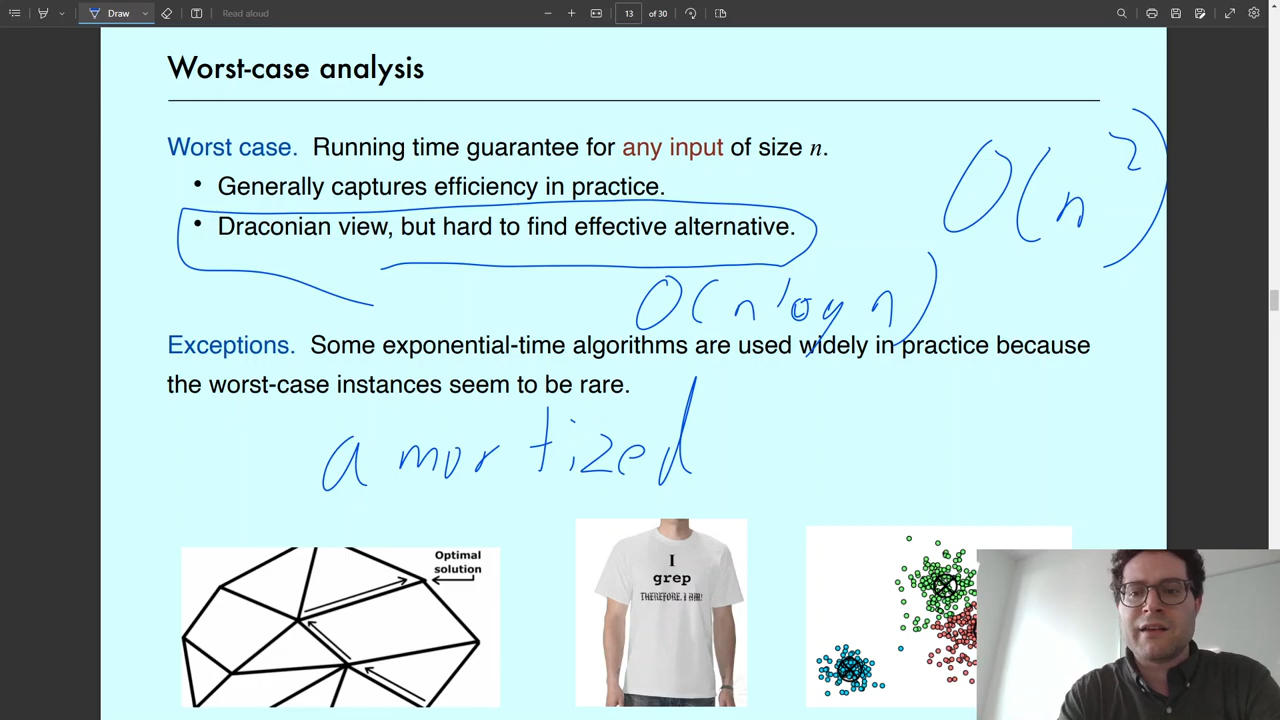 Draw
Read aloud
13 of 30
Worst-case analysis
Worst case. Running time guarantee for any input of size n.
• Generally captures efficiency in practice.
• Draconian view, but hard to find effective alternative.
O(n²)
O(n log n)
Exceptions. Some exponential-time algorithms are used widely in practice because
the worst-case instances seem to be rare.
amortized
Optimal
solution
I
grep
THEREFORE, I AM!